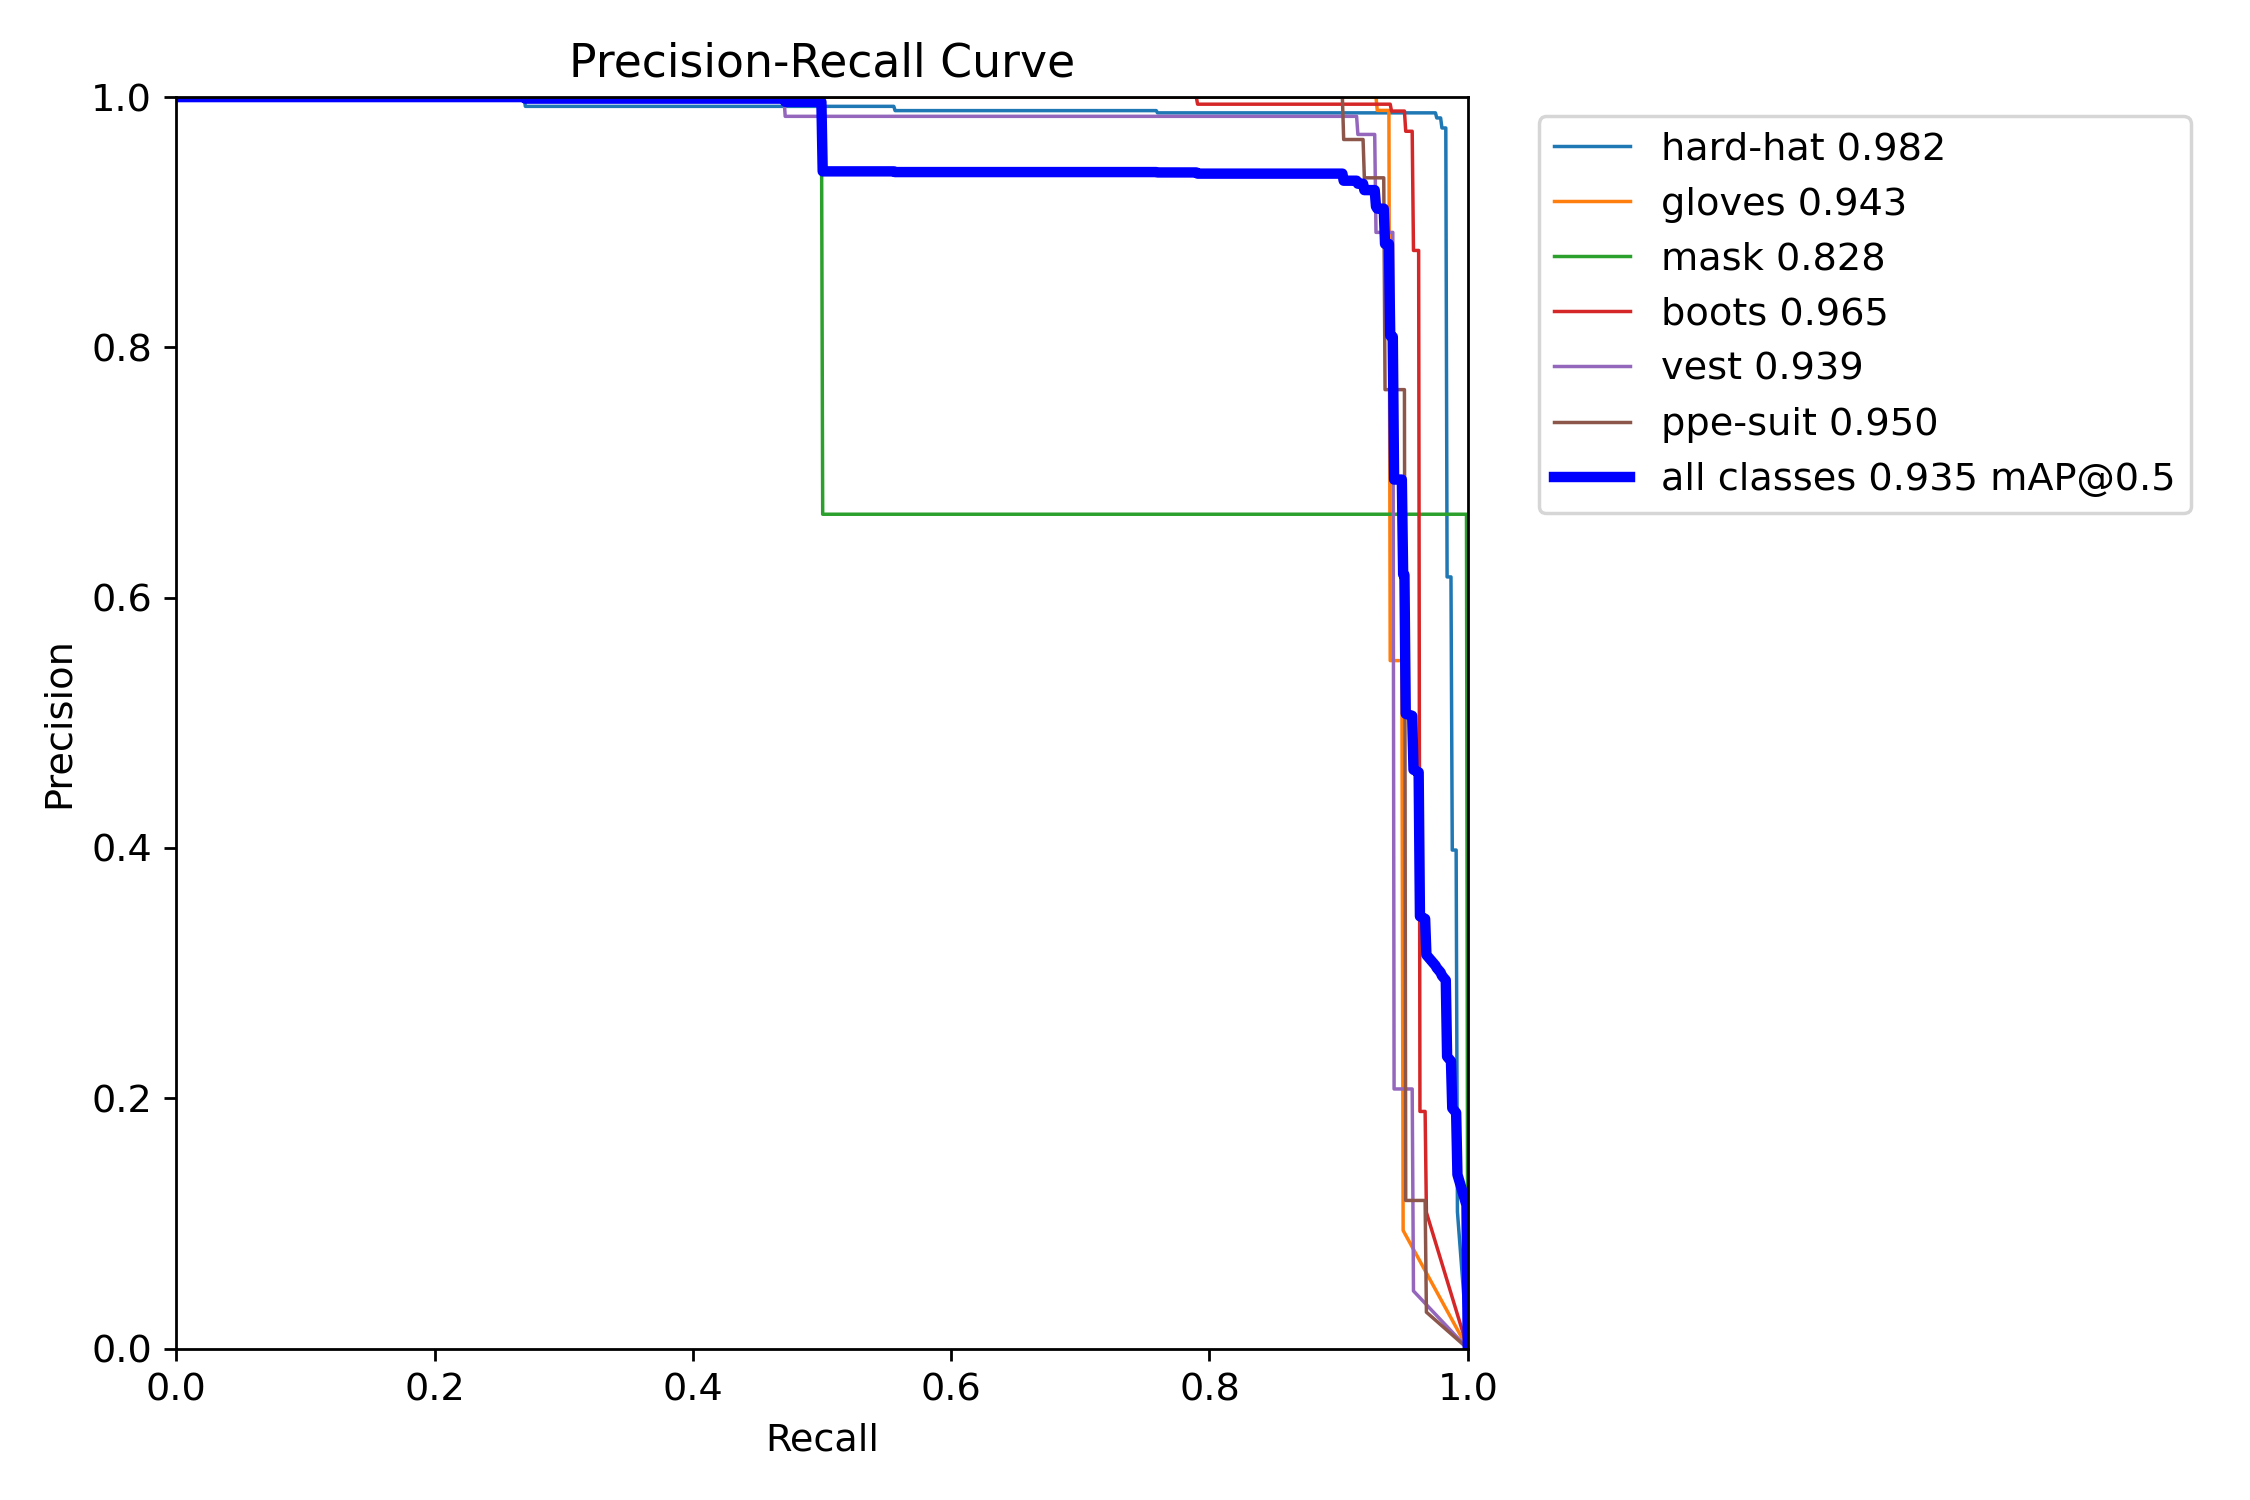 Precision-Recall Curve
1.0
0.8
0.6
0.4
0.2
0.0
Precision
0.0 0.2 0.4 0.6 0.8 1.0
Recall
hard-hat 0.982
gloves 0.943
mask 0.828
boots 0.965
vest 0.939
ppe-suit 0.950
all classes 0.935 mAP@0.5